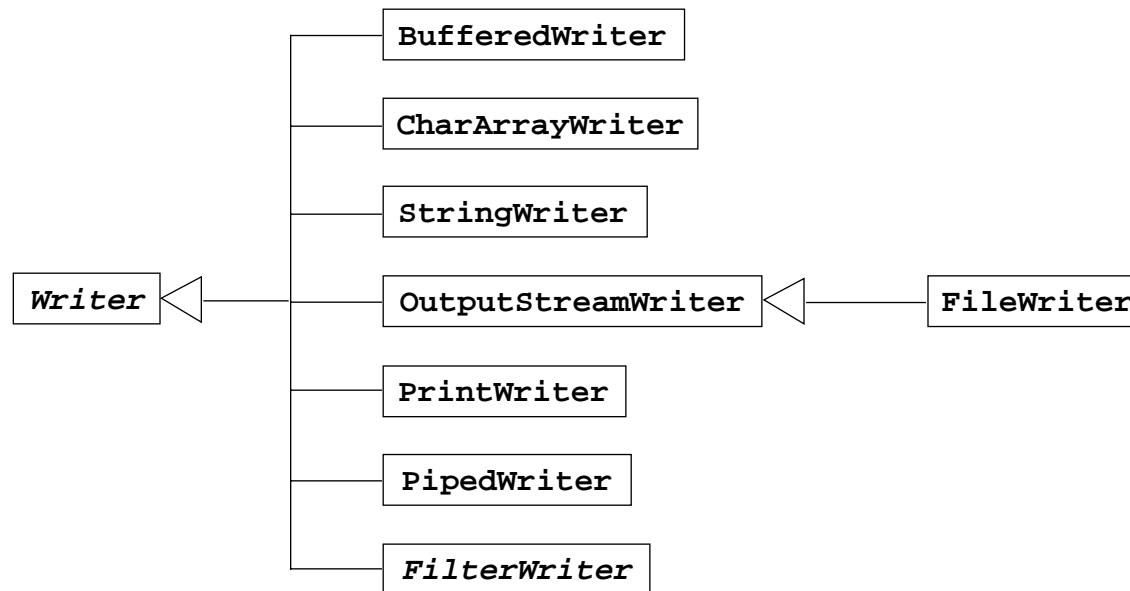 BufferedWriter
CharArrayWriter
StringWriter
Writer
OutputStreamWriter
FileWriter
PrintWriter
PipedWriter
FilterWriter